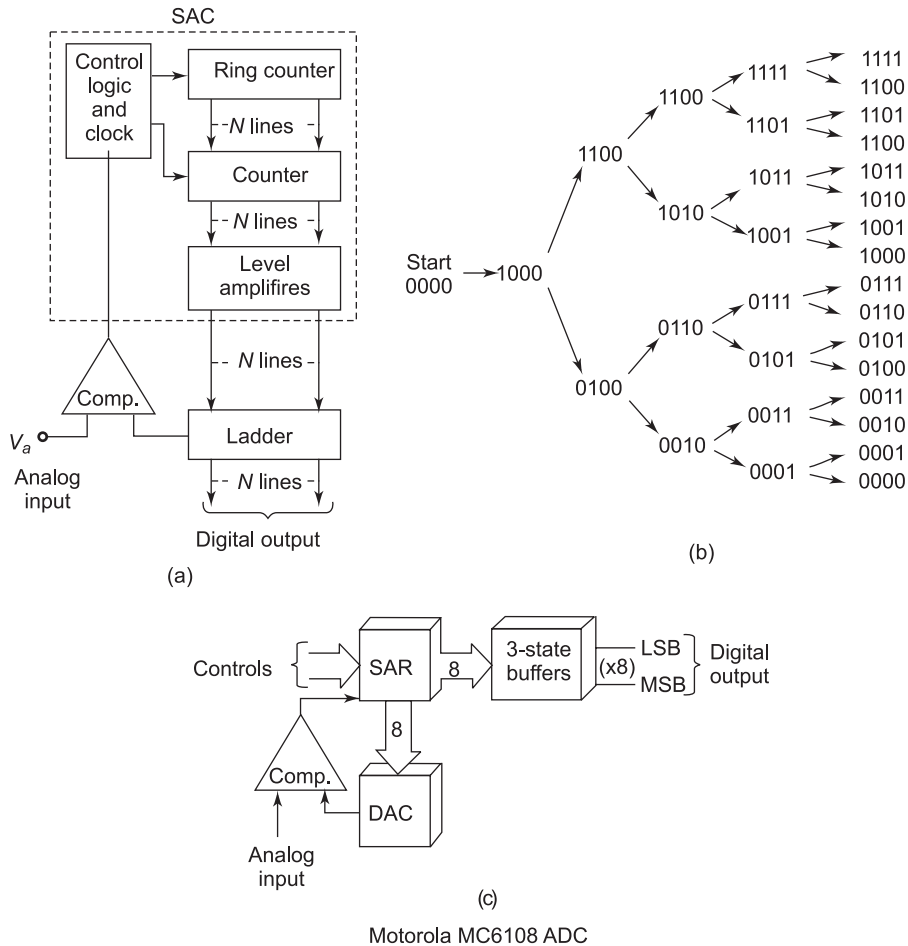 SAC
Control
logic
and
clock
Ring counter
N lines
Counter
N lines
Level
amplifires
N lines
Comp.
Ladder
Va
Analog
input
N lines
Digital output
(a)
Start
0000
1000
1100
0100
1100
1010
0110
0010
1111
1101
1011
1001
0111
0101
0011
0001
1111
1100
1101
1100
1011
1010
1001
1000
0111
0110
0101
0100
0011
0010
0001
0000
(b)
Controls
SAR
8
3-state
buffers
(x8)
LSB
MSB
Digital
output
8
Comp.
DAC
Analog
input
(c)
Motorola MC6108 ADC